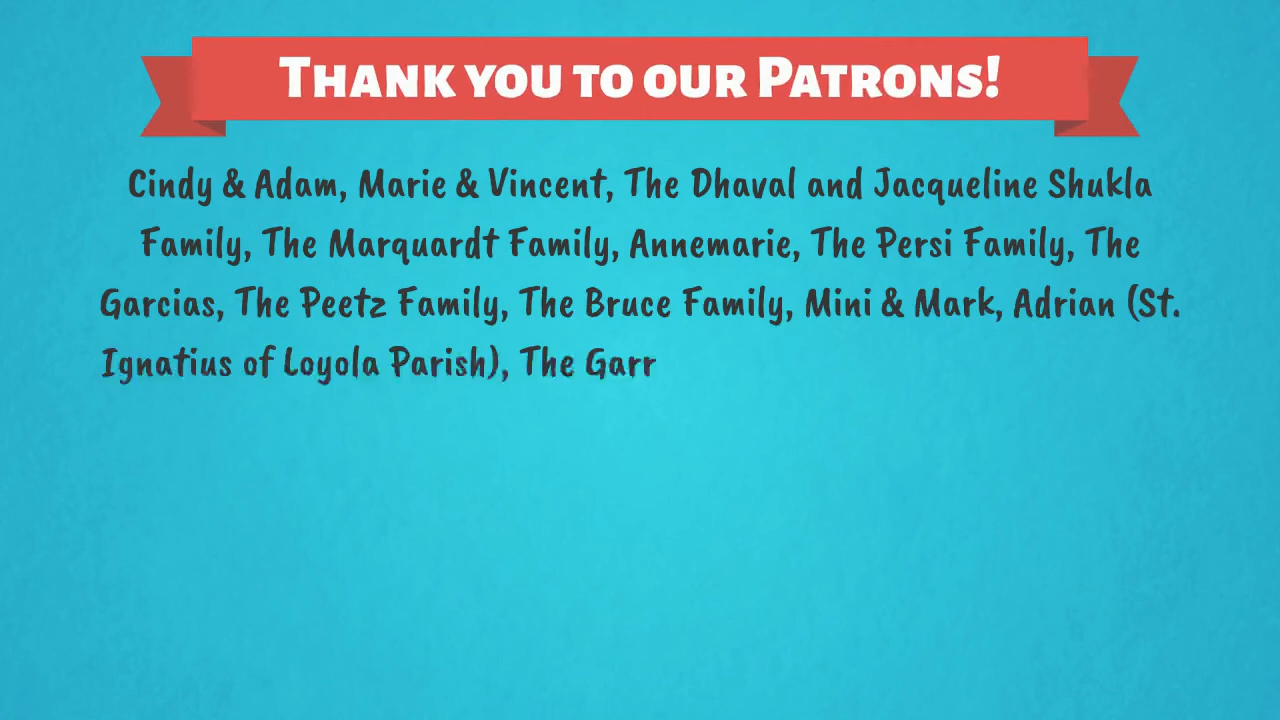 Thank you to our Patrons!
Cindy & Adam, Marie & Vincent, The Dhaval and Jacqueline Shukla
Family, The Marquardt Family, Annemarie, The Persi Family, The
Garcias, The Peetz Family, The Bruce Family, Mini & Mark, Adrian (St.
Ignatius of Loyola Parish), The Garr